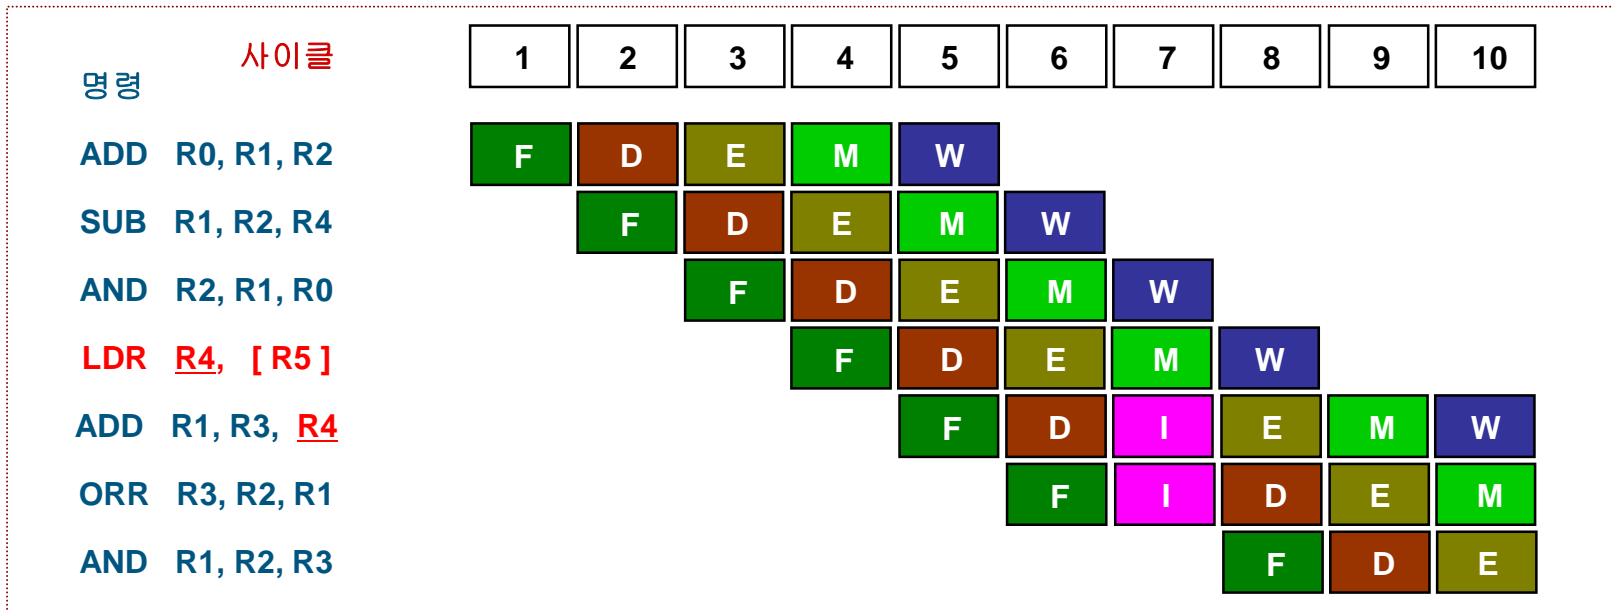 사이클 1 2 3 4 5 6 7 8 9 10
명령
ADD R0, R1, R2 F D E M W
SUB R1, R2, R4 F D E M W
AND R2, R1, R0 F D E M W
LDR R4, [ R5 ] F D E M W
ADD R1, R3, R4 F D I E M W
ORR R3, R2, R1 F I D E M
AND R1, R2, R3 F D E